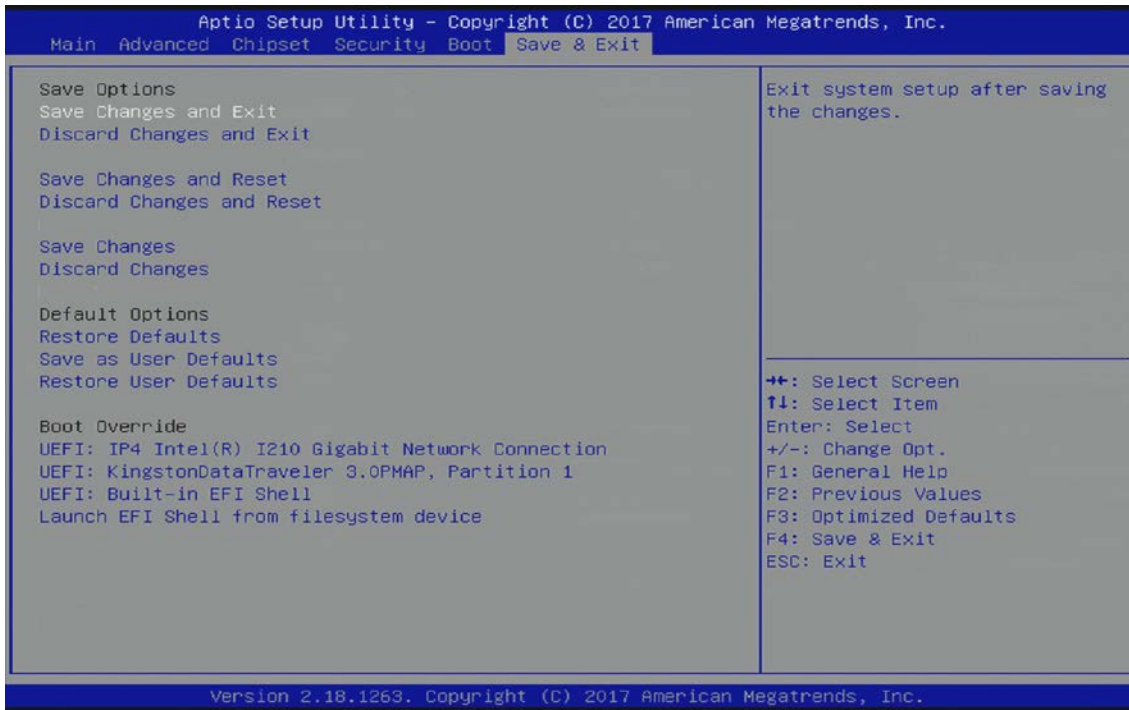 Aptio Setup Utility – Copyright (C) 2017 American Megatrends, Inc.
Main Advanced Chipset Security Boot Save & Exit
Save Options
Save Changes and Exit
Discard Changes and Exit
Save Changes and Reset
Discard Changes and Reset
Save Changes
Discard Changes
Default Options
Restore Defaults
Save as User Defaults
Restore User Defaults
Boot Override
UEFI: IP4 Intel(R) I210 Gigabit Network Connection
UEFI: KingstonDataTraveler 3.0PMAP, Partition 1
UEFI: Built-in EFI Shell
Launch EFI Shell from filesystem device
Exit system setup after saving
the changes.
→←: Select Screen
↑↓: Select Item
Enter: Select
+/-: Change Opt.
F1: General Help
F2: Previous Values
F3: Optimized Defaults
F4: Save & Exit
ESC: Exit
Version 2.18.1263. Copyright (C) 2017 American Megatrends, Inc.